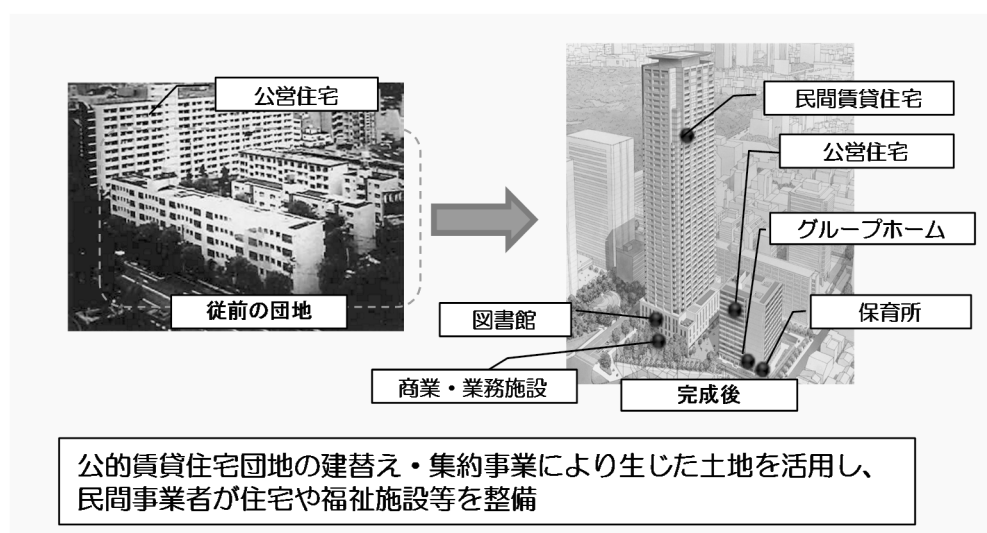 公営住宅
従前の団地
民間賃貸住宅
公営住宅
グループホーム
保育所
図書館
商業・業務施設
完成後
公的賃貸住宅団地の建替え・集約事業により生じた土地を活用し、
民間事業者が住宅や福祉施設等を整備